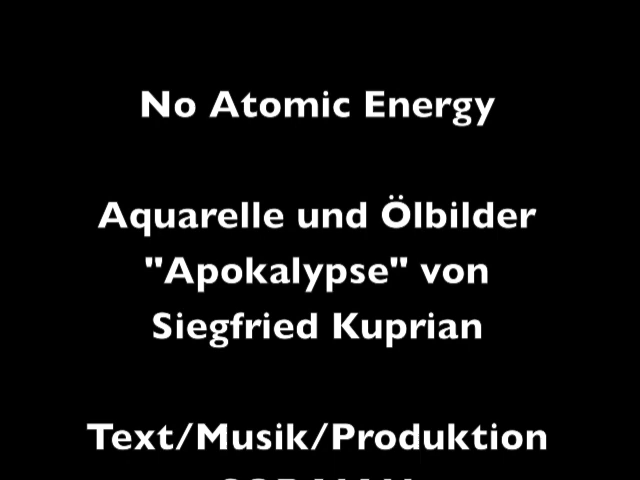 No Atomic Energy
Aquarelle und Ölbilder
"Apokalypse" von
Siegfried Kuprian
Text/Musik/Produktion